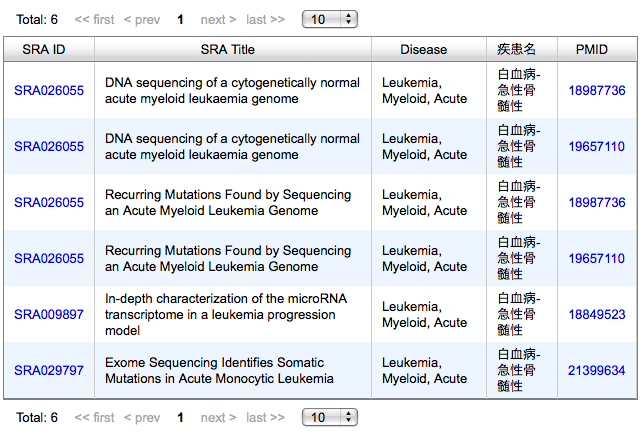 Total: 6 << first < prev 1 next > last >> 10
SRA ID SRA Title Disease 疾患名 PMID
SRA026055 DNA sequencing of a cytogenetically normal acute myeloid leukaemia genome Leukemia, Myeloid, Acute 白血病-急性骨髄性 18987736
SRA026055 DNA sequencing of a cytogenetically normal acute myeloid leukaemia genome Leukemia, Myeloid, Acute 白血病-急性骨髄性 19657110
SRA026055 Recurring Mutations Found by Sequencing an Acute Myeloid Leukemia Genome Leukemia, Myeloid, Acute 白血病-急性骨髄性 18987736
SRA026055 Recurring Mutations Found by Sequencing an Acute Myeloid Leukemia Genome Leukemia, Myeloid, Acute 白血病-急性骨髄性 19657110
SRA009897 In-depth characterization of the microRNA transcriptome in a leukemia progression model Leukemia, Myeloid, Acute 白血病-急性骨髄性 18849523
SRA029797 Exome Sequencing Identifies Somatic Mutations in Acute Monocytic Leukemia Leukemia, Myeloid, Acute 白血病-急性骨髄性 21399634
Total: 6 << first < prev 1 next > last >> 10